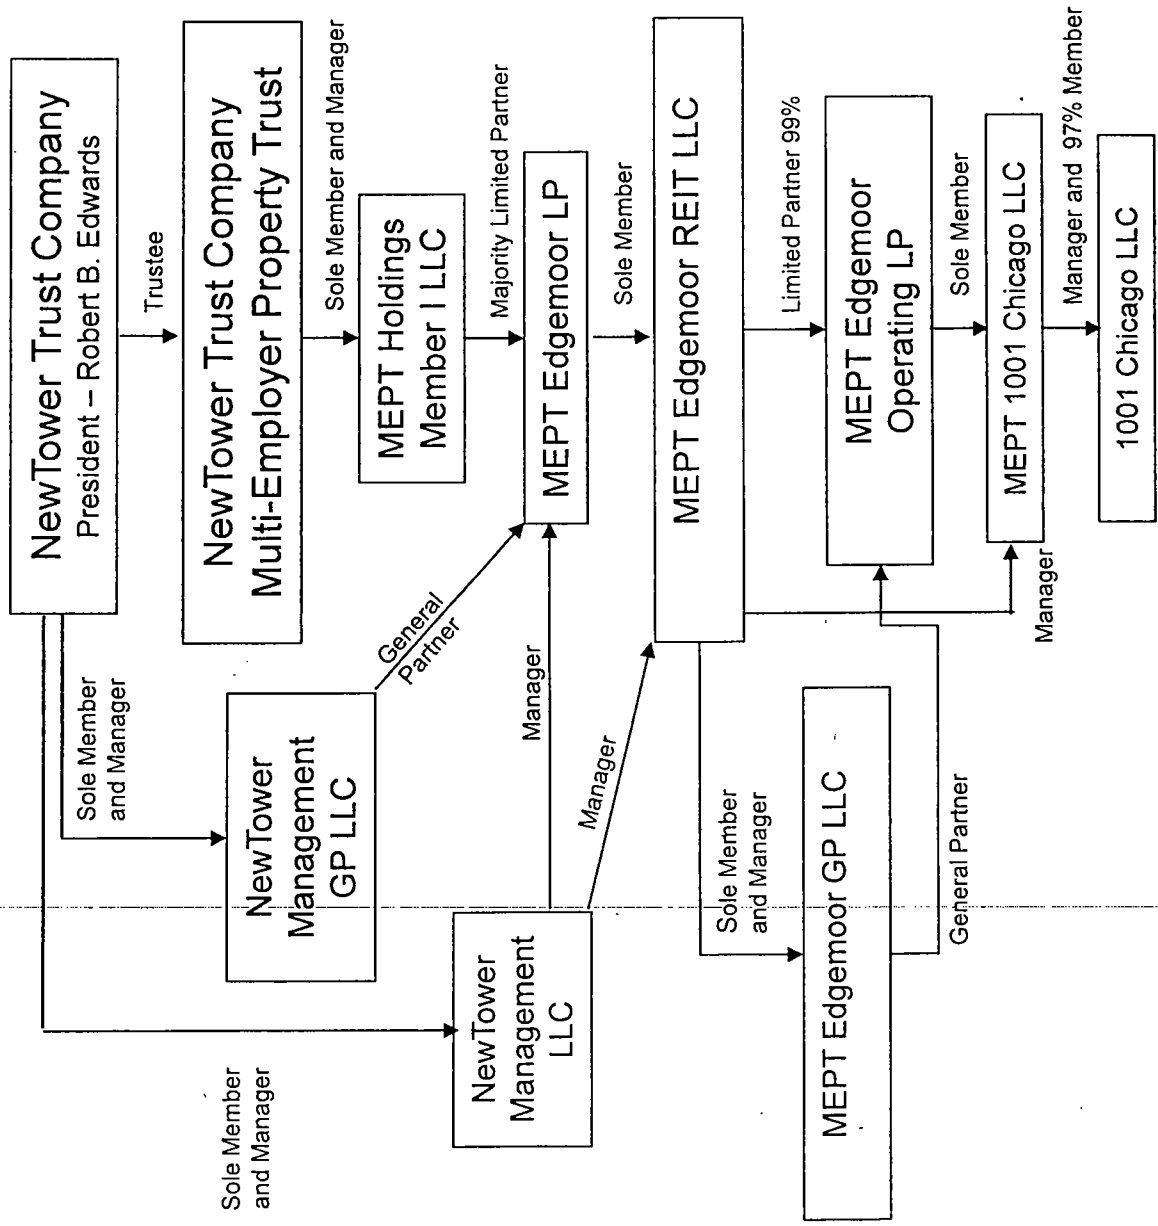 NewTower Trust Company
President – Robert B. Edwards
Trustee
Sole Member
and Manager
Sole Member
and Manager
NewTower Trust Company
Multi-Employer Property Trust
NewTower
Management
GP LLC
Sole Member and Manager
MEPT Holdings
Member I LLC
General
Partner
Majority Limited Partner
NewTower
Management
LLC
Manager
MEPT Edgemoor LP
Manager
Sole Member
MEPT Edgemoor REIT LLC
Sole Member
and Manager
Limited Partner 99%
MEPT Edgemoor GP LLC
MEPT Edgemoor
Operating LP
General Partner
Sole Member
Manager
MEPT 1001 Chicago LLC
Manager and 97% Member
1001 Chicago LLC